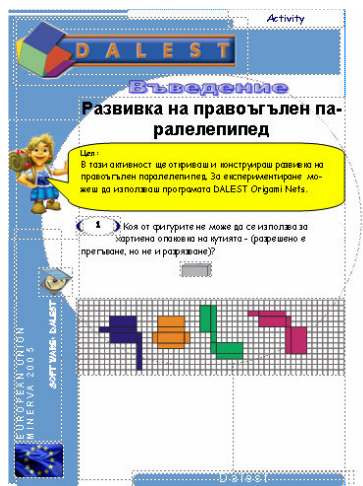 Activity
DALEST
Въведение
Развивка на правоъгълен па-
ралелепипед
Цел:
В тази активност ще откриваш и конструираш развивка на
правоъгълен паралелепипед. За експериментиране мо-
жеш да използваш програмата DALEST Origami Nets.
1 Коя от фигурите не може да се използва за
хартиена опаковка на кутията - (разрешено е
прегъване, но не и разрязване)?
SOFTWARE: DALEST
EUROPEAN UNION
MINERVA 2005
Dalest